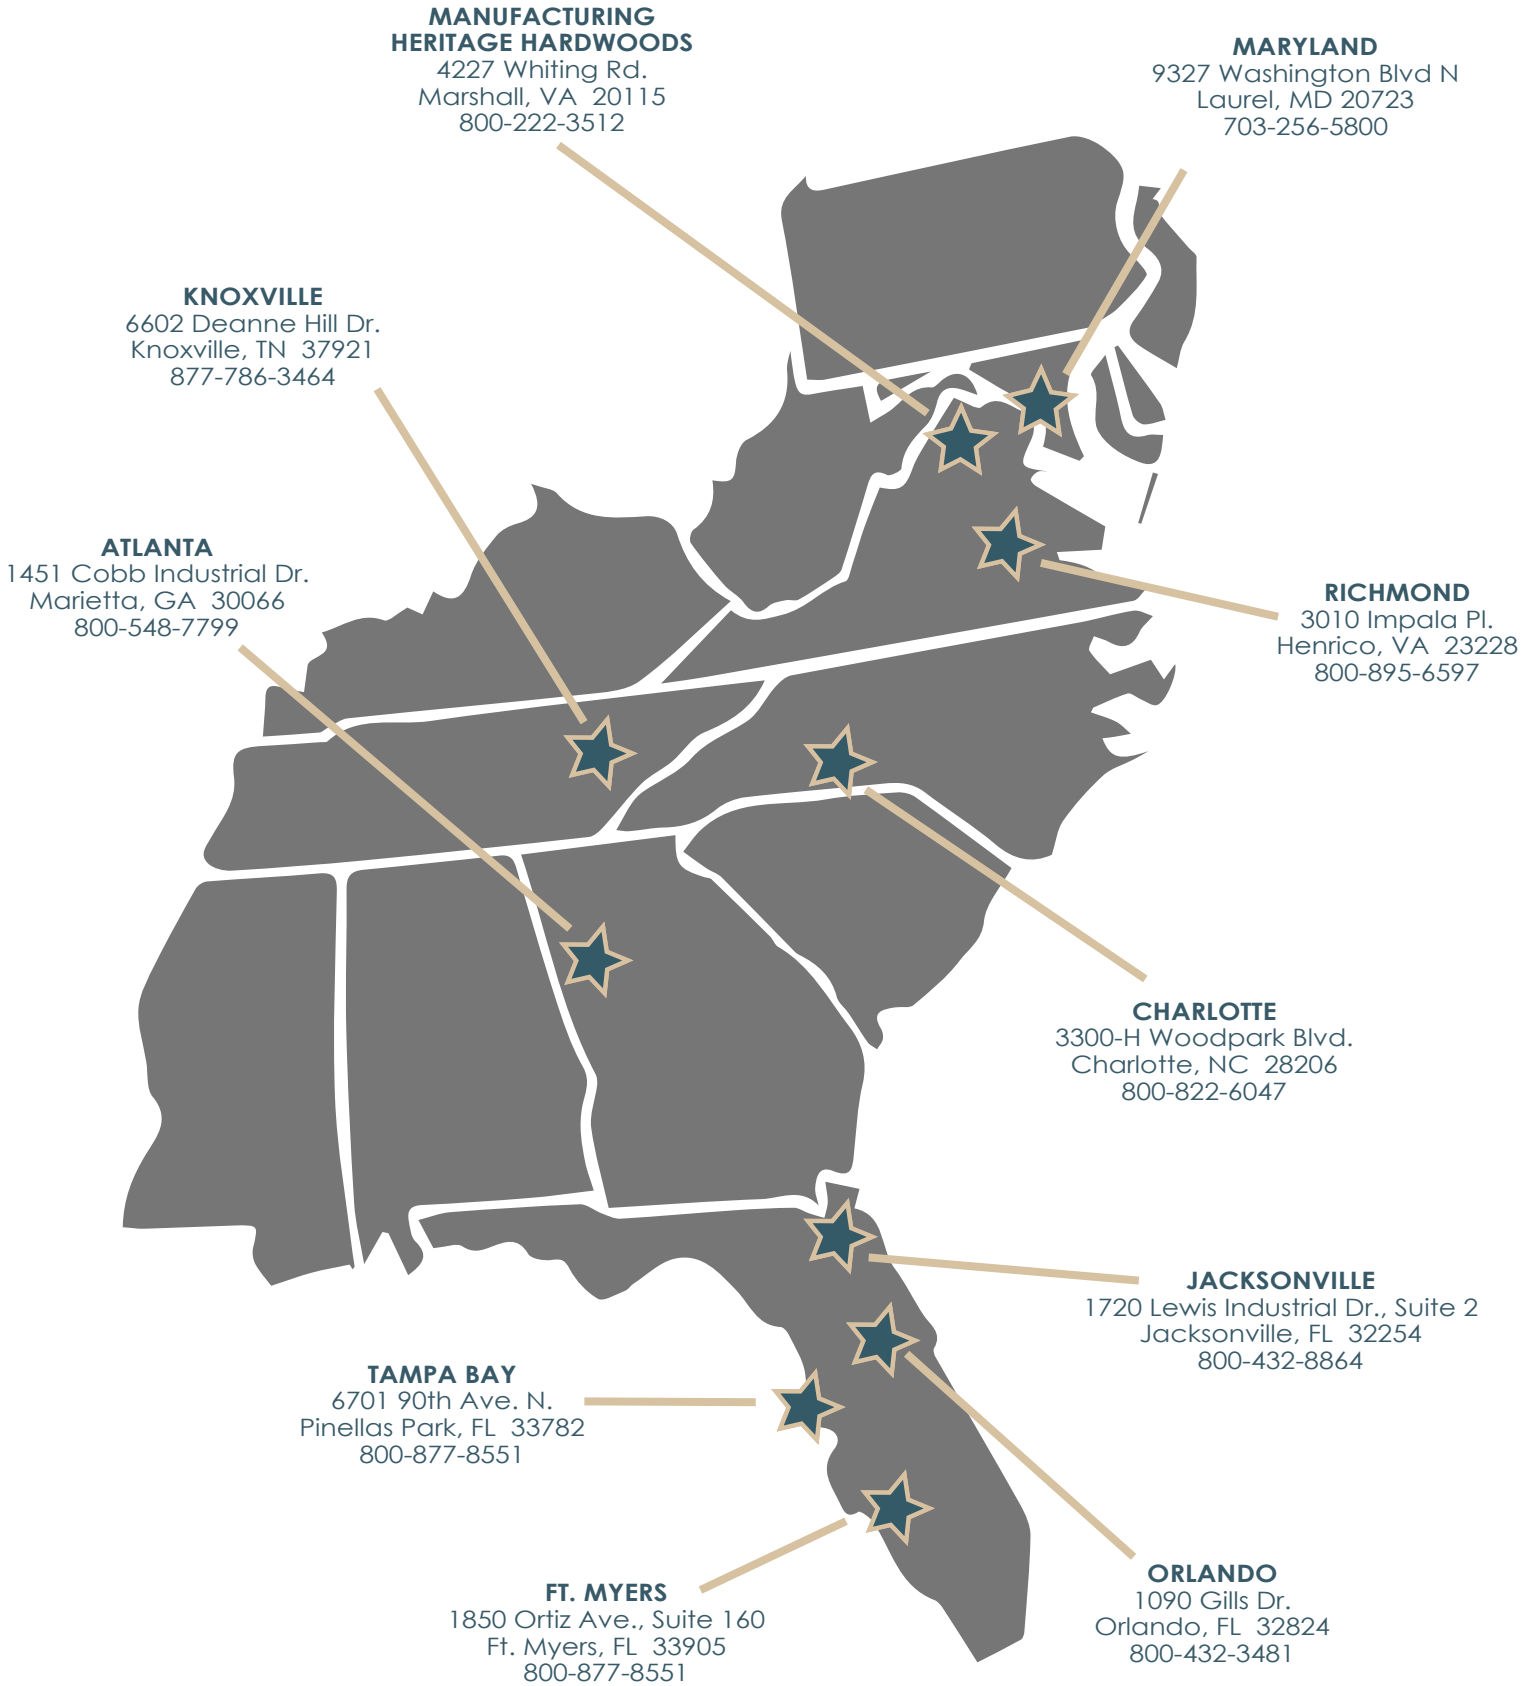 MANUFACTURING
HERITAGE HARDWOODS
4227 Whiting Rd.
Marshall, VA  20115
800-222-3512
MARYLAND
9327 Washington Blvd N
Laurel, MD 20723
703-256-5800
KNOXVILLE
6602 Deanne Hill Dr.
Knoxville, TN  37921
877-786-3464
ATLANTA
1451 Cobb Industrial Dr.
Marietta, GA  30066
800-548-7799
RICHMOND
3010 Impala Pl.
Henrico, VA  23228
800-895-6597
CHARLOTTE
3300-H Woodpark Blvd.
Charlotte, NC  28206
800-822-6047
JACKSONVILLE
1720 Lewis Industrial Dr., Suite 2
Jacksonville, FL  32254
800-432-8864
TAMPA BAY
6701 90th Ave. N.
Pinellas Park, FL  33782
800-877-8551
ORLANDO
1090 Gills Dr.
Orlando, FL  32824
800-432-3481
FT. MYERS
1850 Ortiz Ave., Suite 160
Ft. Myers, FL  33905
800-877-8551